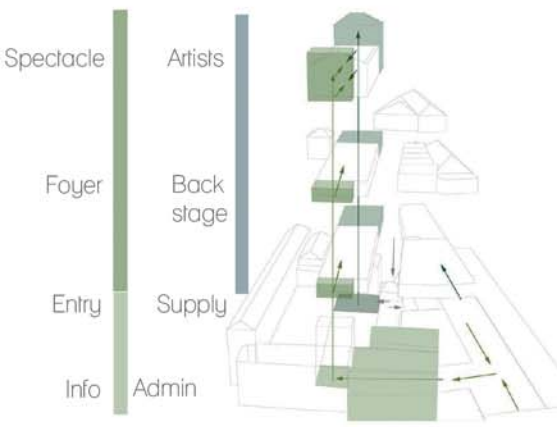 Spectacle Artists
Foyer Back
stage
Entry Supply
Info Admin